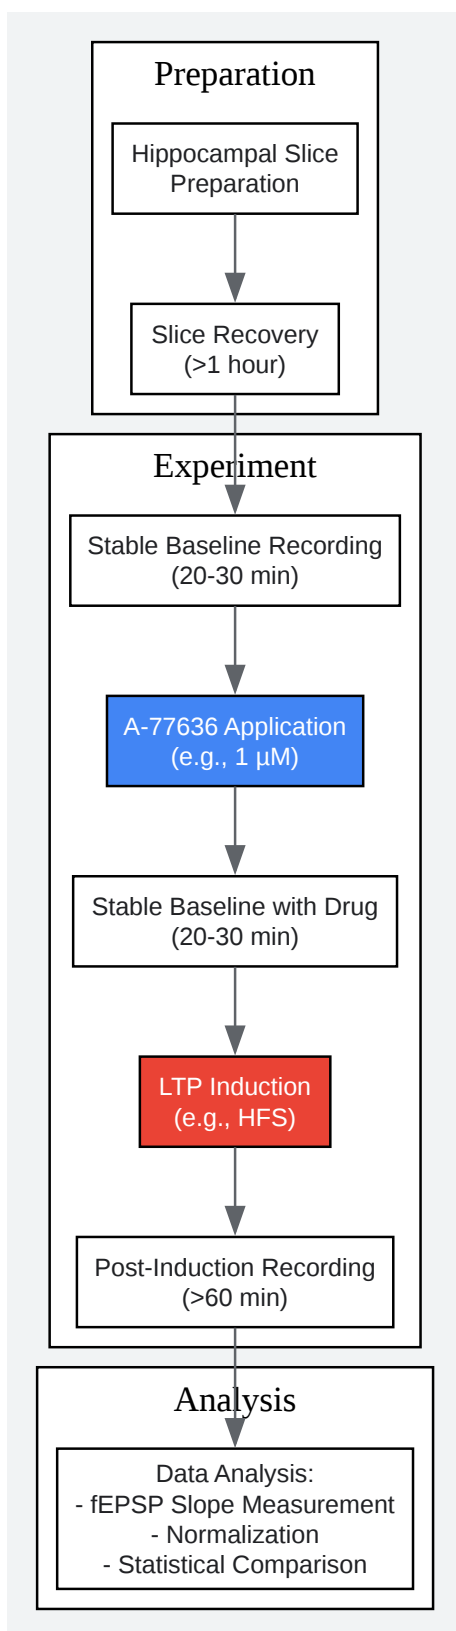 Preparation
Hippocampal Slice
Preparation
Slice Recovery
(>1 hour)
Experiment
Stable Baseline Recording
(20-30 min)
A-77636 Application
(e.g., 1 µM)
Stable Baseline with Drug
(20-30 min)
LTP Induction
(e.g., HFS)
Post-Induction Recording
(>60 min)
Analysis
Data Analysis:
- fEPSP Slope Measurement
- Normalization
- Statistical Comparison